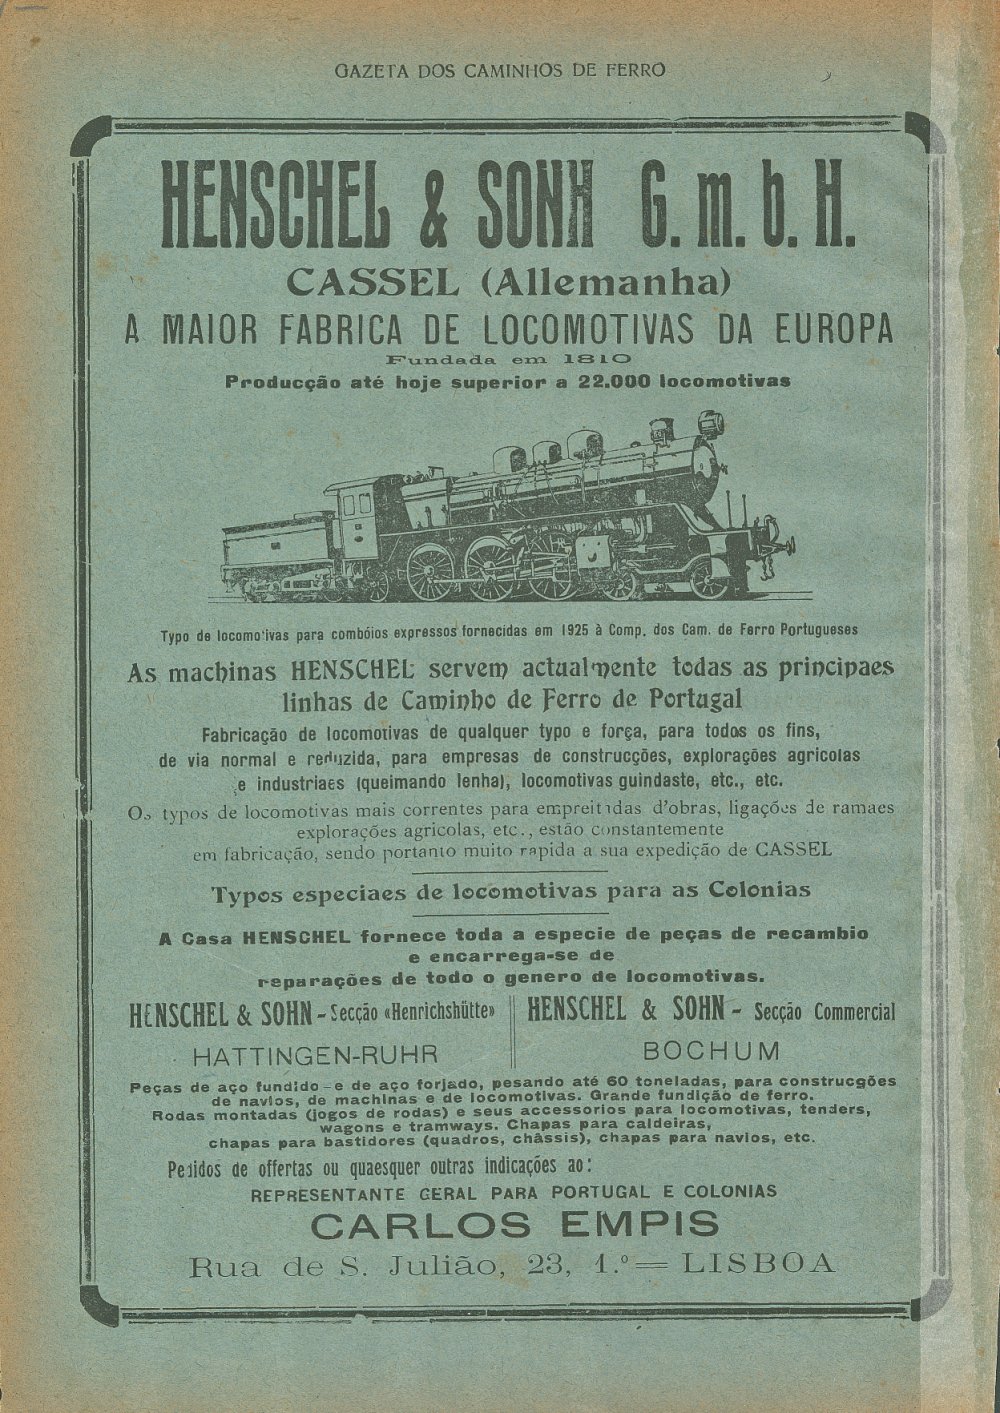 GAZETA DOS CAMINHOS DE FERRO
HENSCHEL & SOHN G. m. b. H.
CASSEL (Allemanha)
A MAIOR FABRICA DE LOCOMOTIVAS DA EUROPA
Fundada em 1810
Producção até hoje superior a 22.000 locomotivas
Typo de locomotivas para combóios expressos fornecidas em 1925 à Comp. dos Cam. de Ferro Portugueses
As machinas HENSCHEL servem actualmente todas as principaes
linhas de Caminho de Ferro de Portugal
Fabricação de locomotivas de qualquer typo e força, para todos os fins,
de via normal e reduzida, para empresas de construcções, explorações agricolas
e industriaes (queimando lenha), locomotivas guindaste, etc., etc.
Os typos de locomotivas mais correntes para empreitadas d'obras, ligações de ramaes
explorações agricolas, etc., estão constantemente
em fabricação, sendo portanto muito rapida a sua expedição de CASSEL
Typos especiaes de locomotivas para as Colonias
A Casa HENSCHEL fornece toda a especie de peças de recambio
e encarrega-se de
reparações de todo o genero de locomotivas.
HENSCHEL & SOHN - Secção «Henrichshütte»
HATTINGEN-RUHR
HENSCHEL & SOHN - Secção Commercial
BOCHUM
Peças de aço fundido e de aço forjado, pesando até 60 toneladas, para construcções
de navios, de machinas e de locomotivas. Grande fundição de ferro.
Rodas montadas (jogos de rodas) e seus accessorios para locomotivas, tenders,
wagons e tramways. Chapas para caldeiras,
chapas para bastidores (quadros, châssis), chapas para navios, etc.
Pedidos de offertas ou quaesquer outras indicações ao:
REPRESENTANTE GERAL PARA PORTUGAL E COLONIAS
CARLOS EMPIS
Rua de S. Julião, 23, 1.º = LISBOA